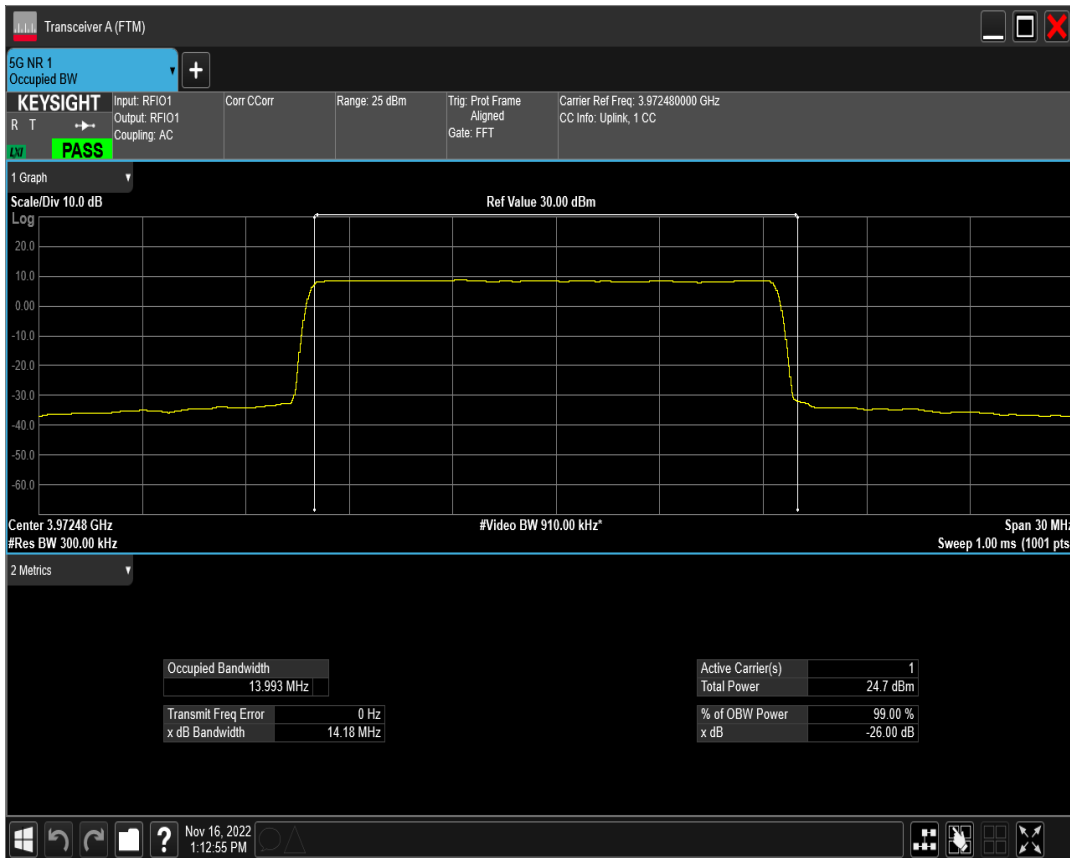 Transceiver A (FTM)
5G NR 1
Occupied BW
+
KEYSIGHT
R T
LXI
PASS
Input: RFIO1
Output: RFIO1
Coupling: AC
Corr CCorr
Range: 25 dBm
Trig: Prot Frame
Aligned
Gate: FFT
Carrier Ref Freq: 3.972480000 GHz
CC Info: Uplink, 1 CC
1 Graph
Scale/Div 10.0 dB
Ref Value 30.00 dBm
Log
20.0
10.0
0.00
-10.0
-20.0
-30.0
-40.0
-50.0
-60.0
Center 3.97248 GHz
#Video BW 910.00 kHz*
Span 30 MHz
#Res BW 300.00 kHz
Sweep 1.00 ms (1001 pts
2 Metrics
Occupied Bandwidth
13.993 MHz
Transmit Freq Error 0 Hz
x dB Bandwidth 14.18 MHz
Active Carrier(s) 1
Total Power 24.7 dBm
% of OBW Power 99.00 %
x dB -26.00 dB
?
Nov 16, 2022
1:12:55 PM